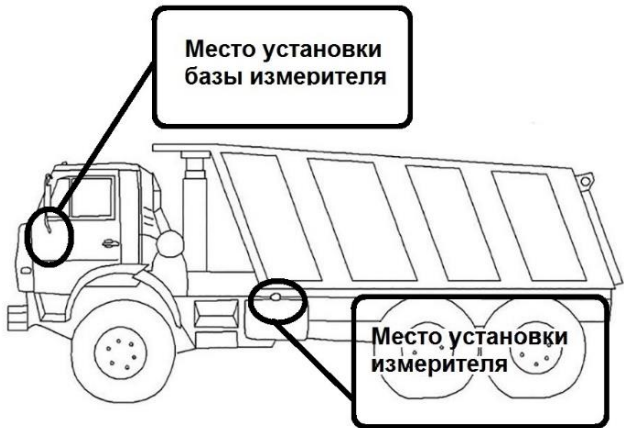 Место установки
базы измерителя
Место установки
измерителя